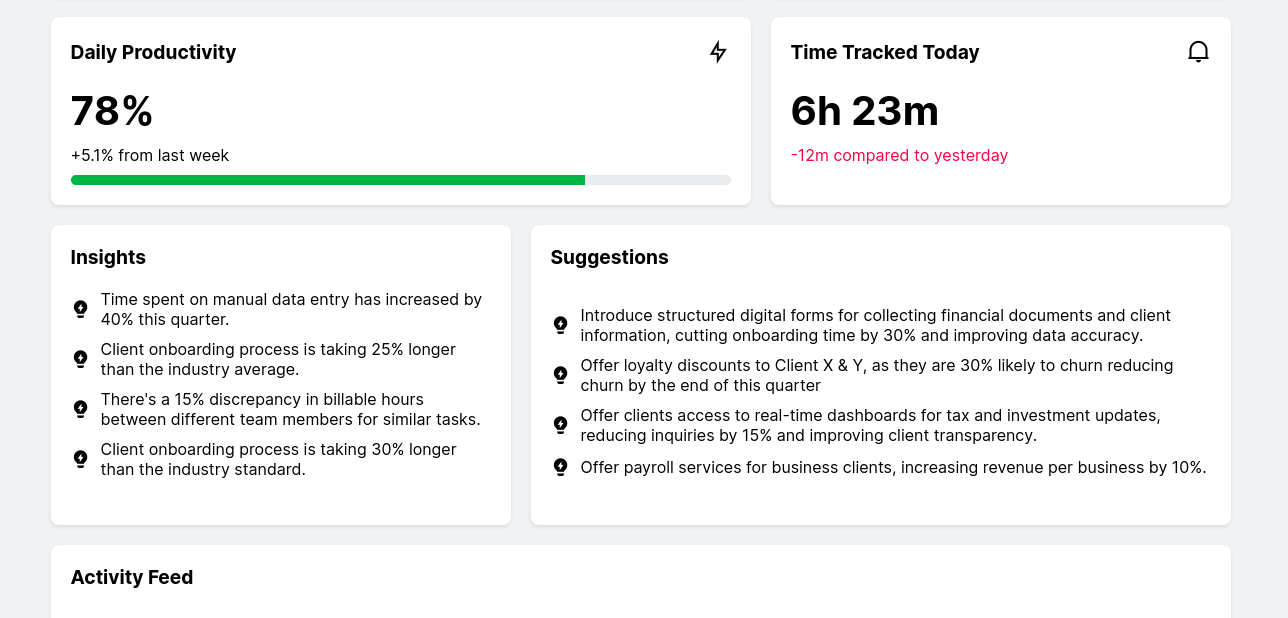 Daily Productivity
78%
+5.1% from last week
Time Tracked Today
6h 23m
-12m compared to yesterday
Insights
Time spent on manual data entry has increased by
40% this quarter.
Client onboarding process is taking 25% longer
than the industry average.
There's a 15% discrepancy in billable hours
between different team members for similar tasks.
Client onboarding process is taking 30% longer
than the industry standard.
Suggestions
Introduce structured digital forms for collecting financial documents and client
information, cutting onboarding time by 30% and improving data accuracy.
Offer loyalty discounts to Client X & Y, as they are 30% likely to churn reducing
churn by the end of this quarter
Offer clients access to real-time dashboards for tax and investment updates,
reducing inquiries by 15% and improving client transparency.
Offer payroll services for business clients, increasing revenue per business by 10%.
Activity Feed